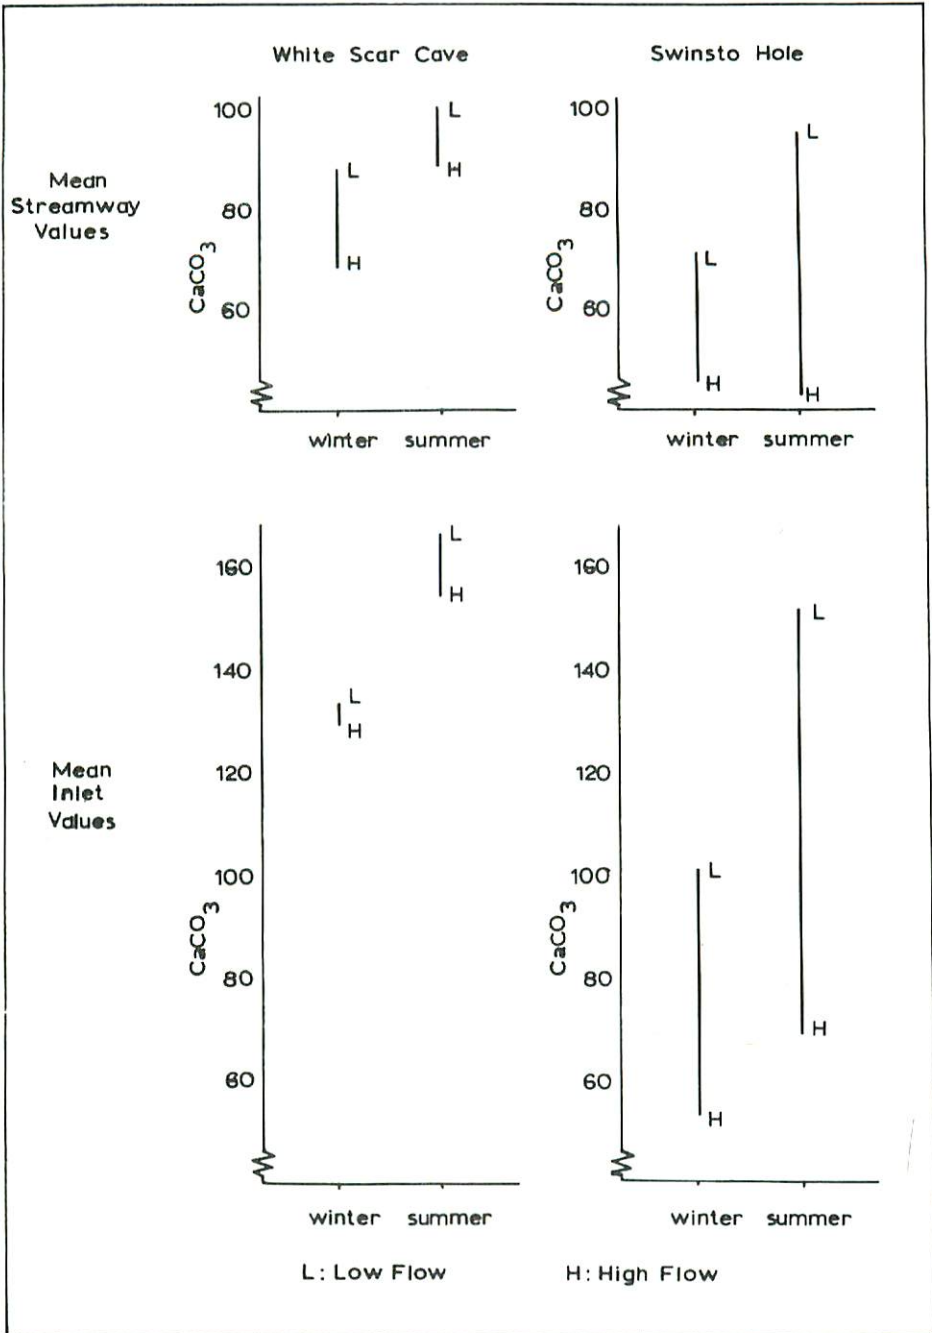 White Scar Cave
Swinsto Hole
Mean
Streamway
Values
CaCO3
100
80
60
L
H
L
H
winter summer
CaCO3
100
80
60
L
H
L
H
winter summer
Mean
Inlet
Values
CaCO3
160
140
120
100
80
60
L
H
L
H
winter summer
CaCO3
160
140
120
100
80
60
L
H
L
H
winter summer
L: Low Flow
H: High Flow